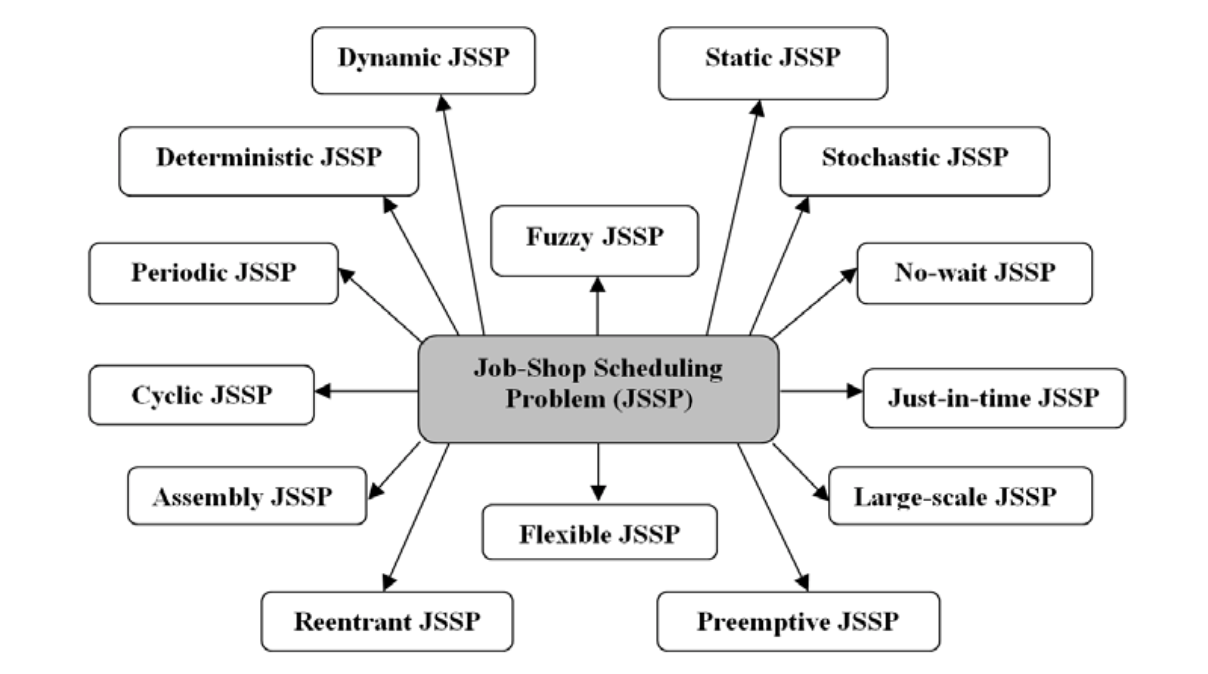 Dynamic JSSP
Static JSSP
Deterministic JSSP
Stochastic JSSP
Fuzzy JSSP
Periodic JSSP
No-wait JSSP
Job-Shop Scheduling
Problem (JSSP)
Cyclic JSSP
Just-in-time JSSP
Assembly JSSP
Large-scale JSSP
Flexible JSSP
Reentrant JSSP
Preemptive JSSP